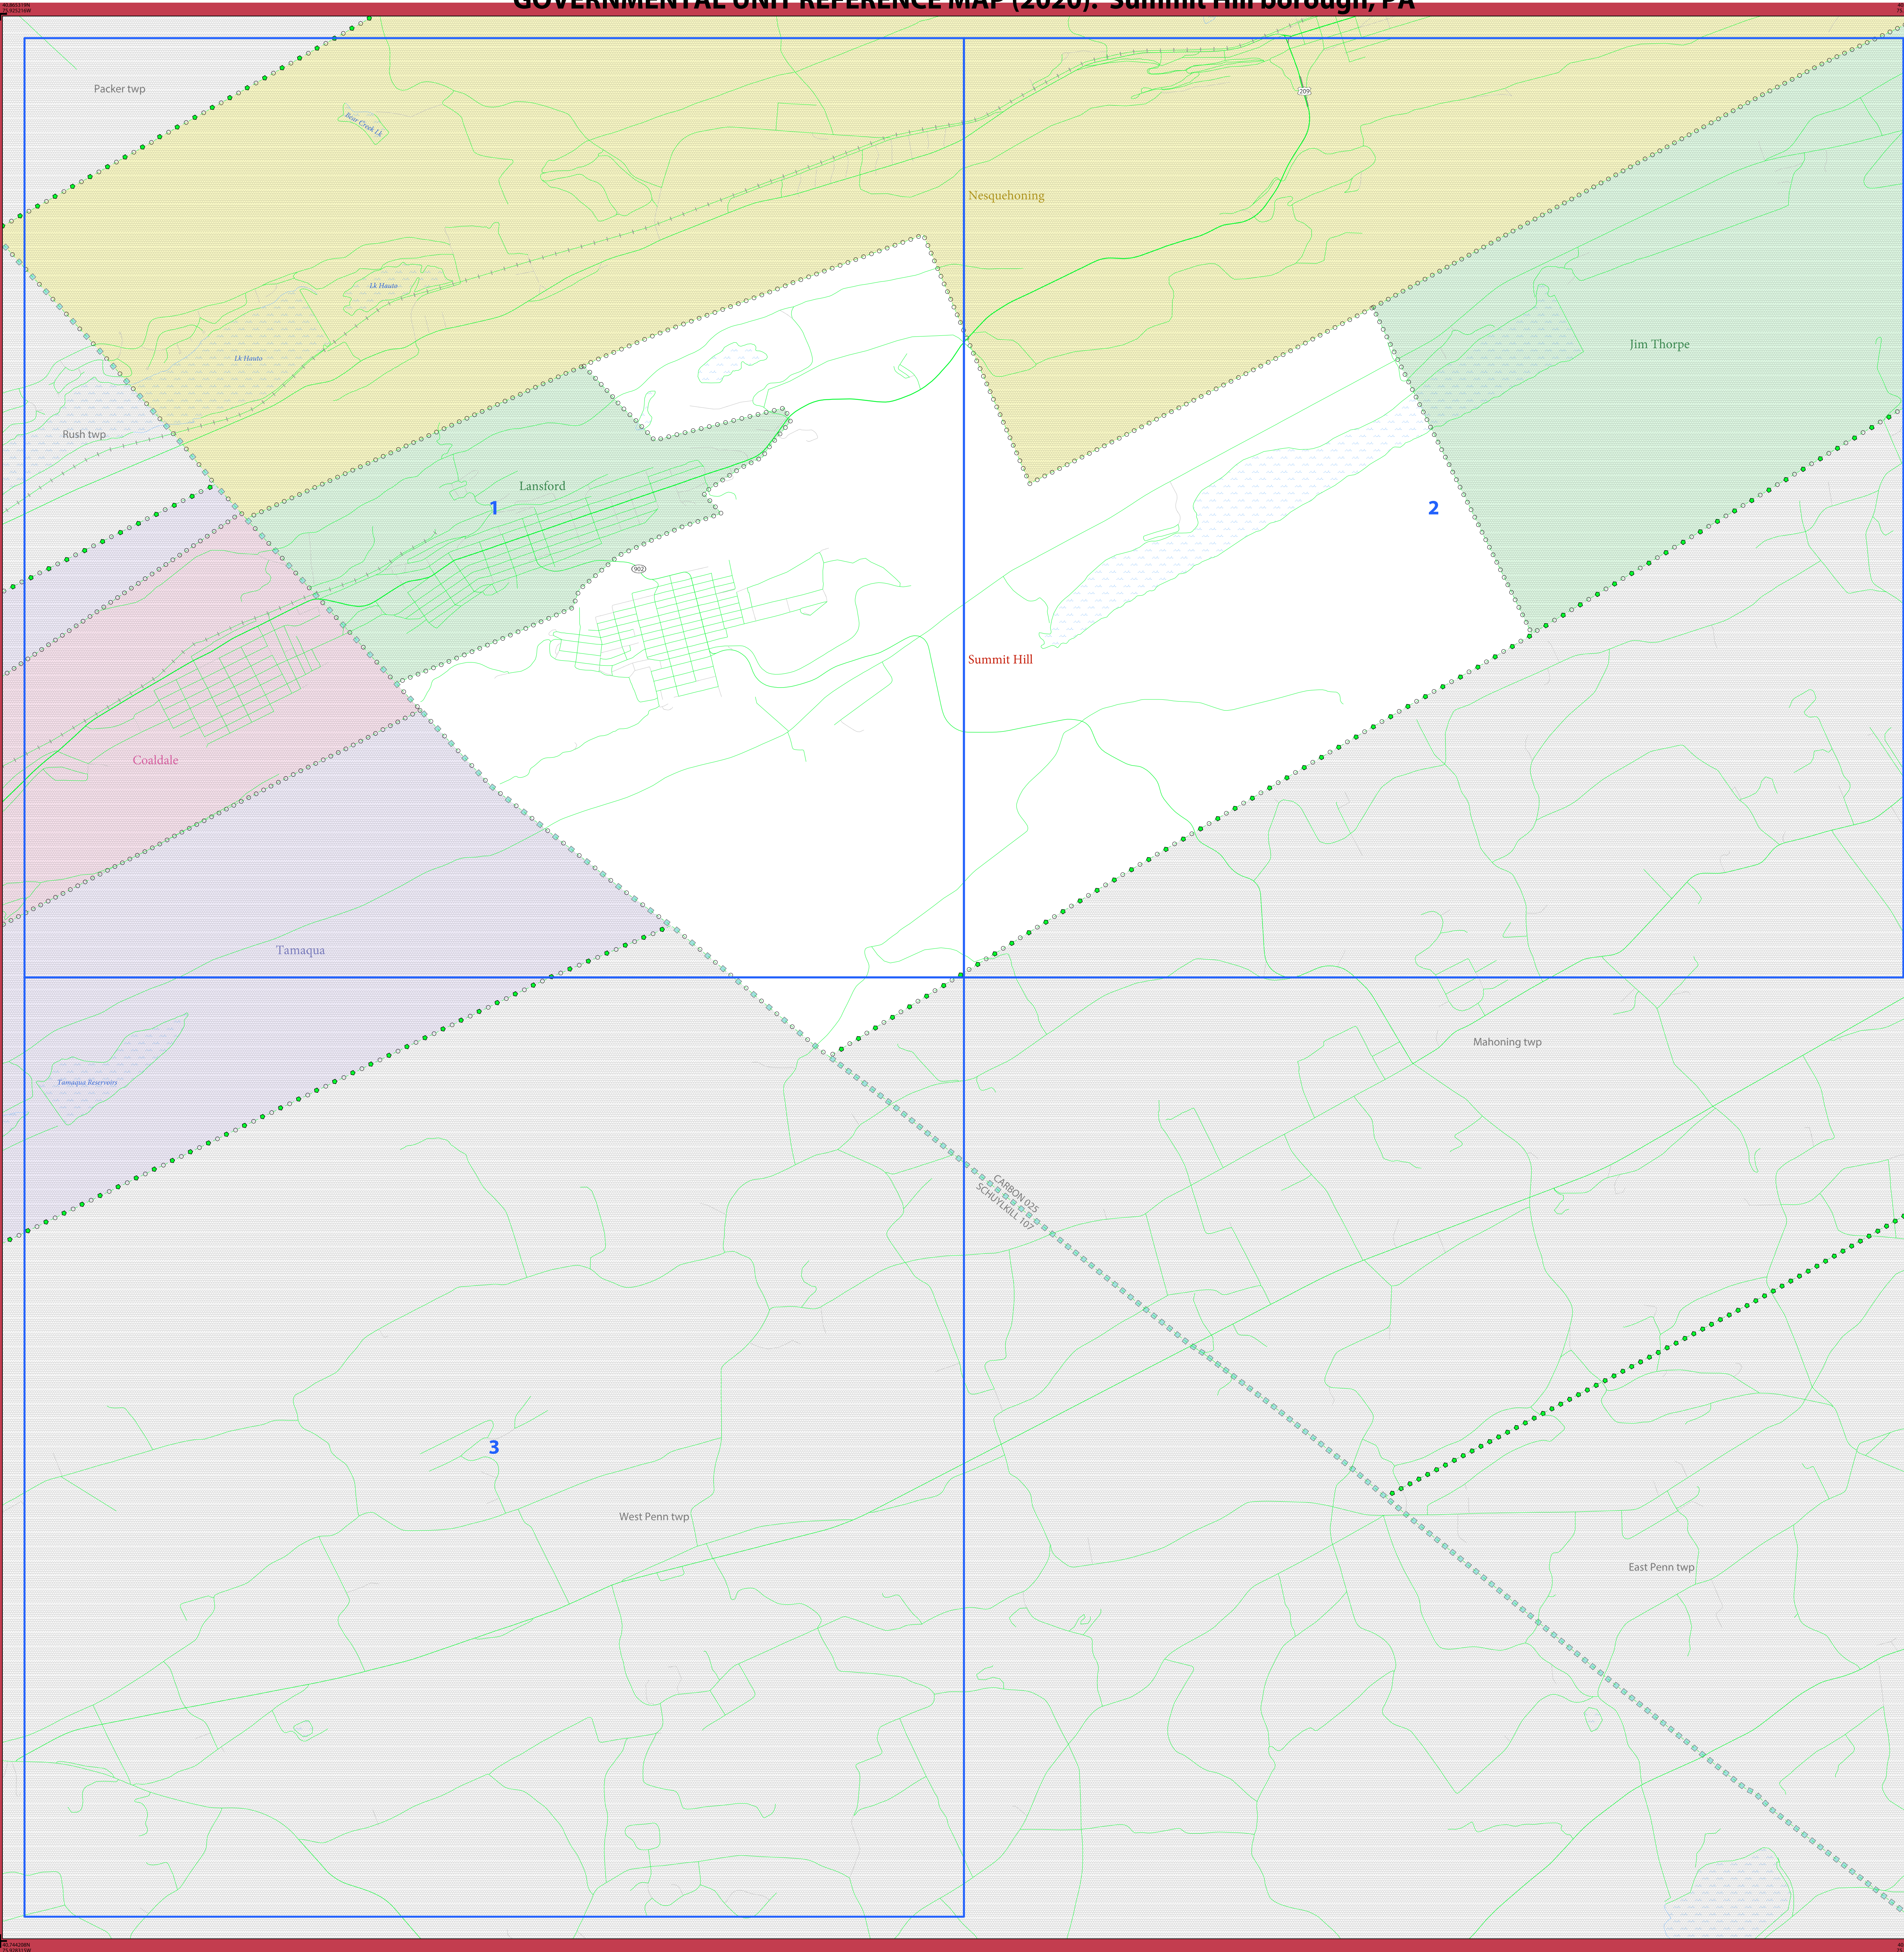 GOVERNMENTAL UNIT REFERENCE MAP (2020): Summit Hill borough, PA
Packer twp
209
Bear Creek Lk
Nesquehoning
Lk Hauto
Jim Thorpe
Lk Hauto
Rush twp
Lansford
1
2
902
Summit Hill
Coaldale
Tamaqua
Mahoning twp
Tamaqua Reservoirs
CARBON 025
SCHUYLKILL 107
3
West Penn twp
East Penn twp